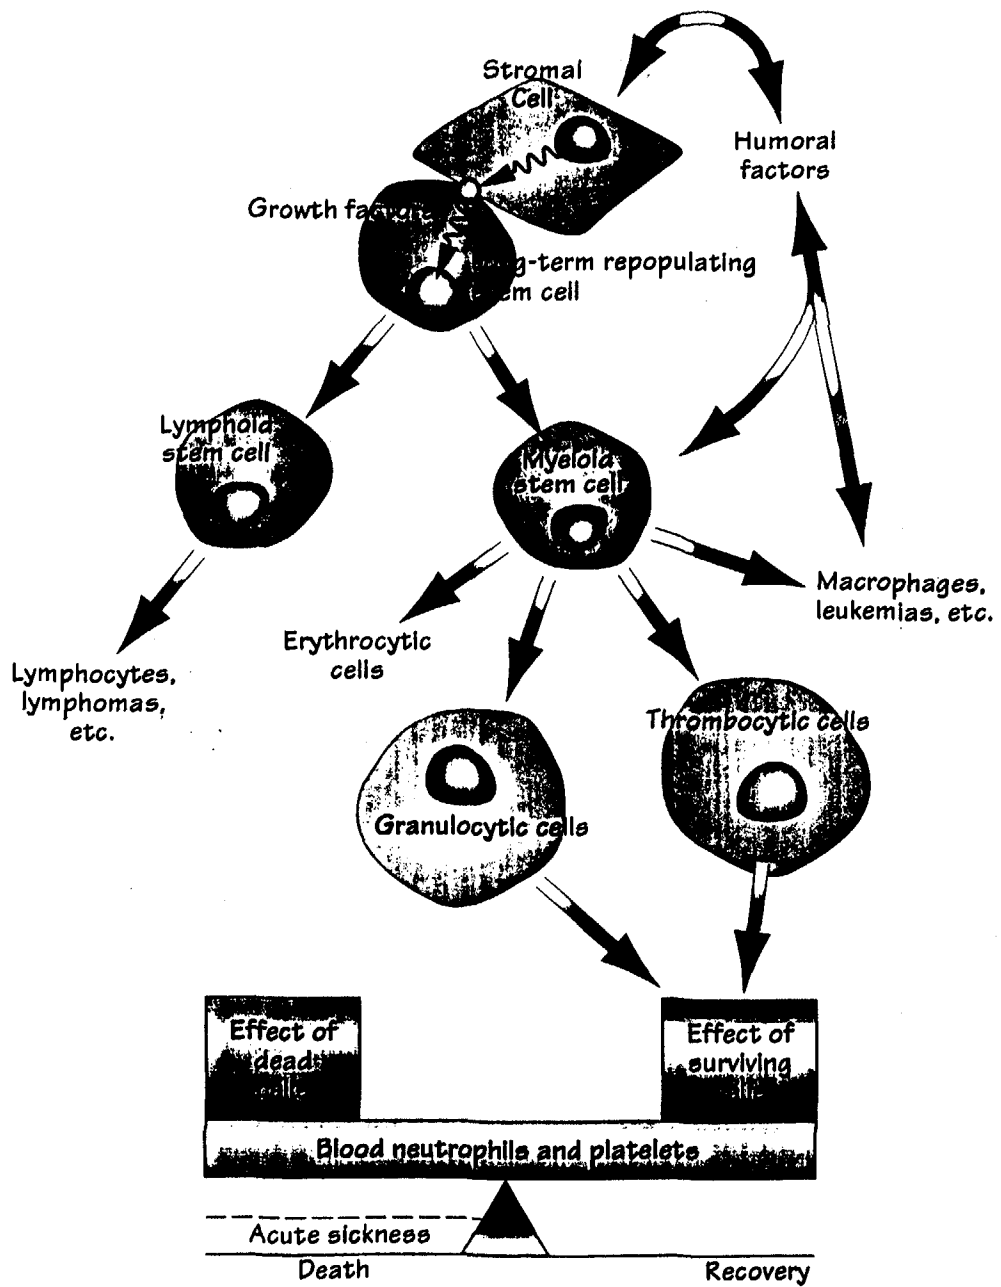 Stromal
Cell
Humoral
factors
Growth factors
-term repopulating
cell
Lymphoid
stem cell
Myeloid
stem cell
Macrophages,
leukemias, etc.
Erythrocytic
cells
Lymphocytes,
lymphomas,
etc.
Thrombocytic cells
Granulocytic cells
Effect of
dead
Effect of
surviving
Blood neutrophils and platelets
Acute sickness
Death
Recovery